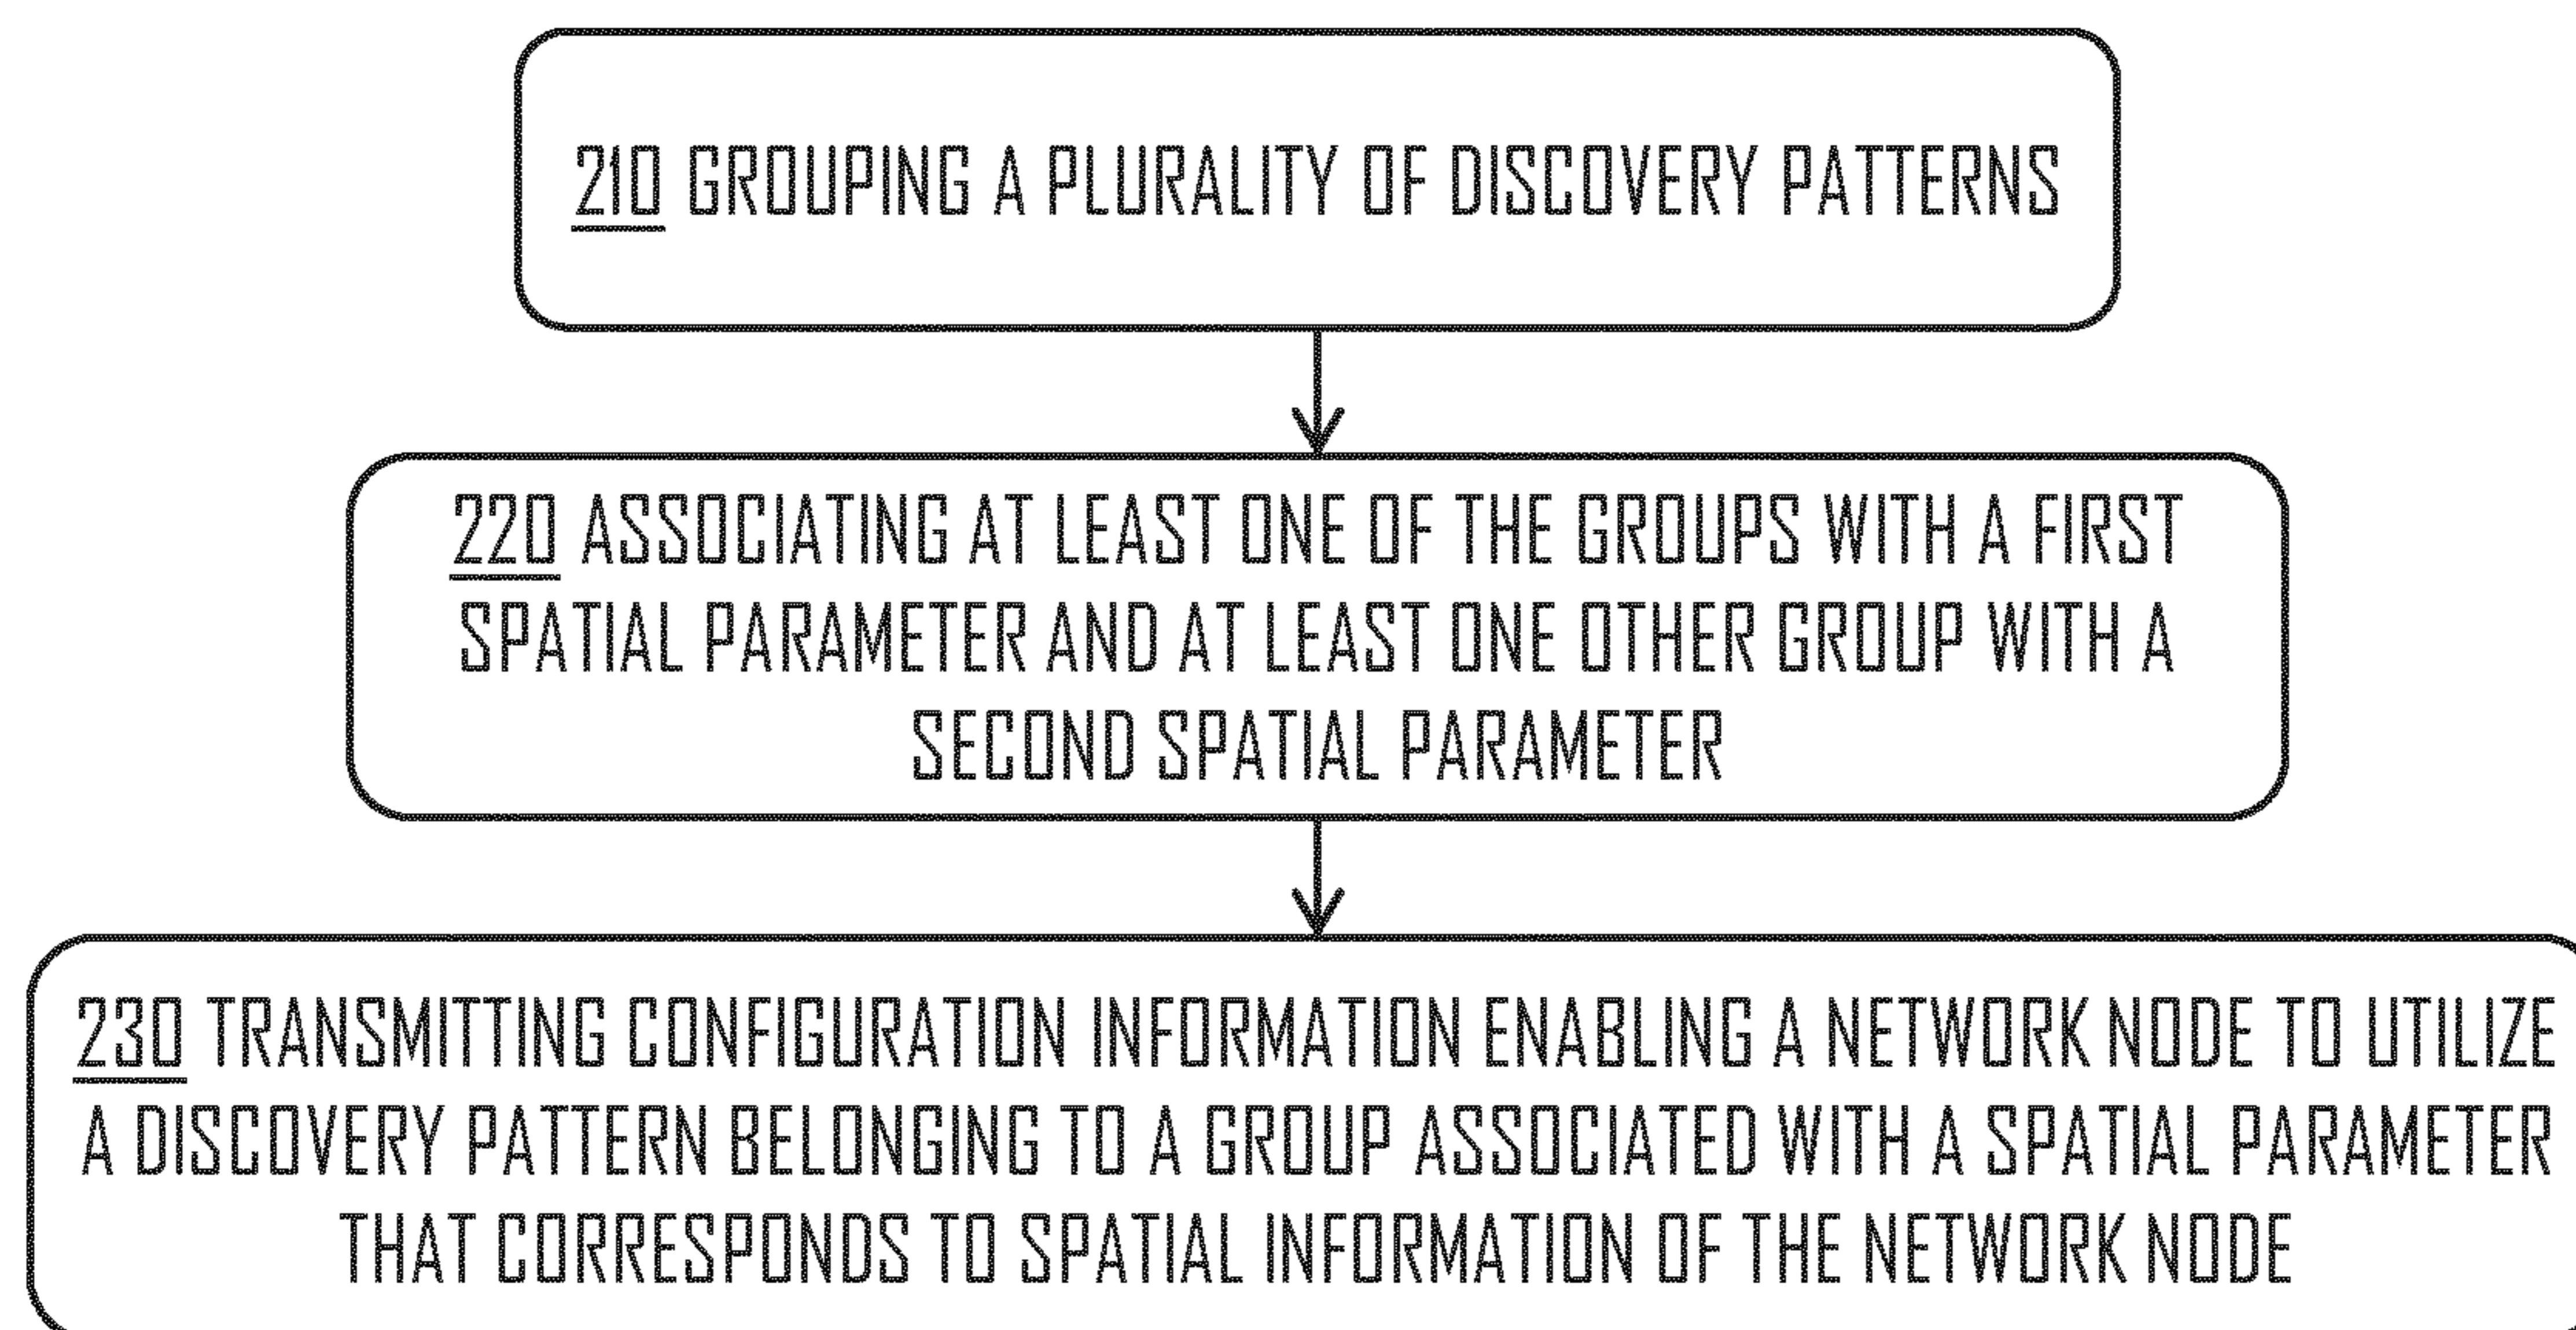 210 GROUPING A PLURALITY OF DISCOVERY PATTERNS
220 ASSOCIATING AT LEAST ONE OF THE GROUPS WITH A FIRST
SPATIAL PARAMETER AND AT LEAST ONE OTHER GROUP WITH A
SECOND SPATIAL PARAMETER
230 TRANSMITTING CONFIGURATION INFORMATION ENABLING A NETWORK NODE TO UTILIZE
A DISCOVERY PATTERN BELONGING TO A GROUP ASSOCIATED WITH A SPATIAL PARAMETER
THAT CORRESPONDS TO SPATIAL INFORMATION OF THE NETWORK NODE